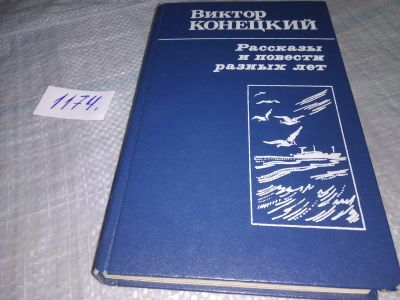 Виктор
КОНЕЦКИЙ
Рассказы
и повести
разных лет
1174.